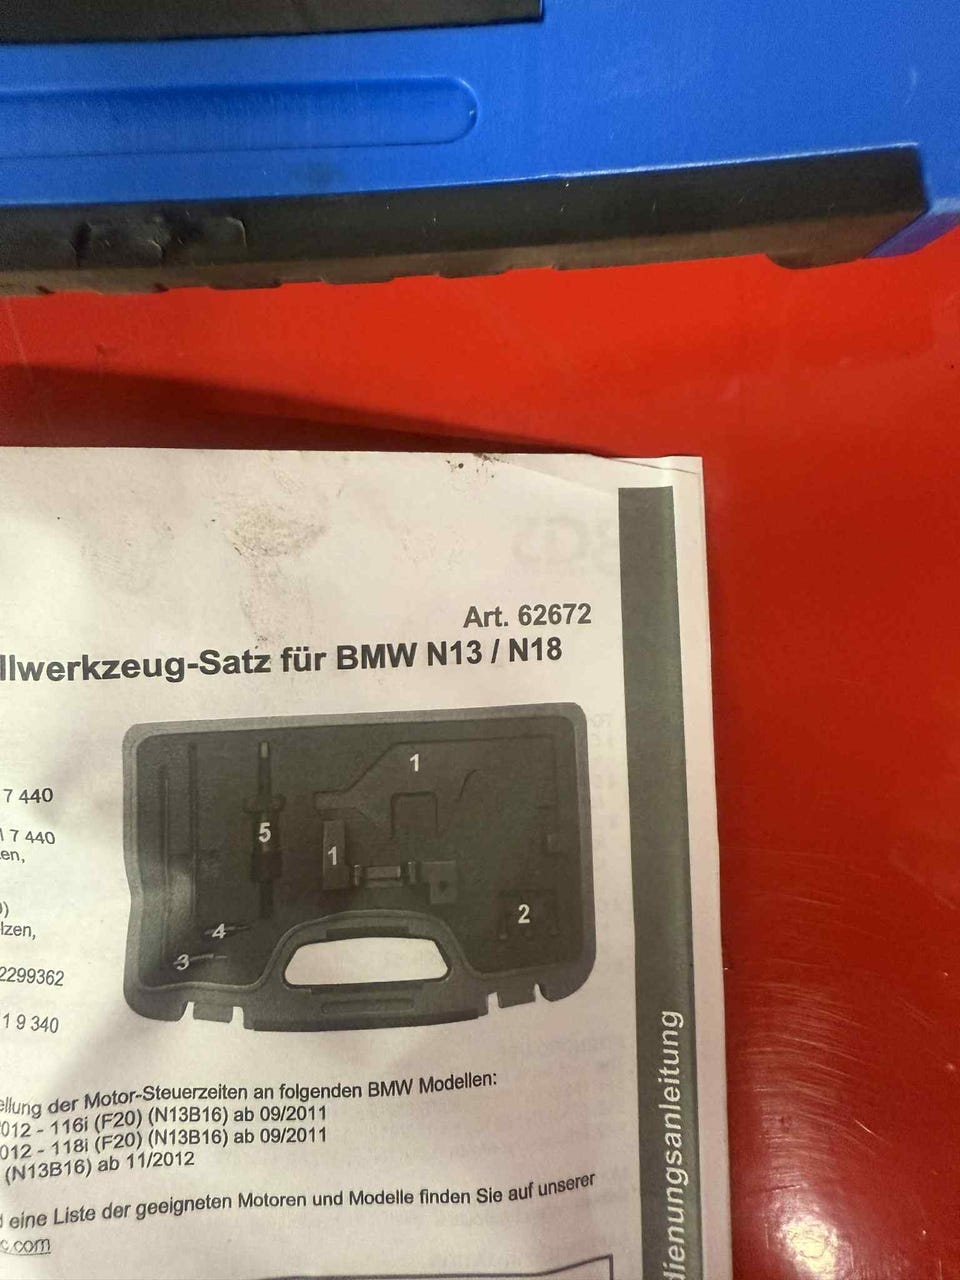 Art. 62672
llwerkzeug-Satz für BMW N13 / N18
7 440
1 7 440
en,
)
lzen,
2299362
1 9 340
1
5
1
2
4
3
ellung der Motor-Steuerzeiten an folgenden BMW Modellen:
012 - 116i (F20) (N13B16) ab 09/2011
012 - 118i (F20) (N13B16) ab 09/2011
(N13B16) ab 11/2012
d eine Liste der geeigneten Motoren und Modelle finden Sie auf unserer
c.com
dienungsanleitung